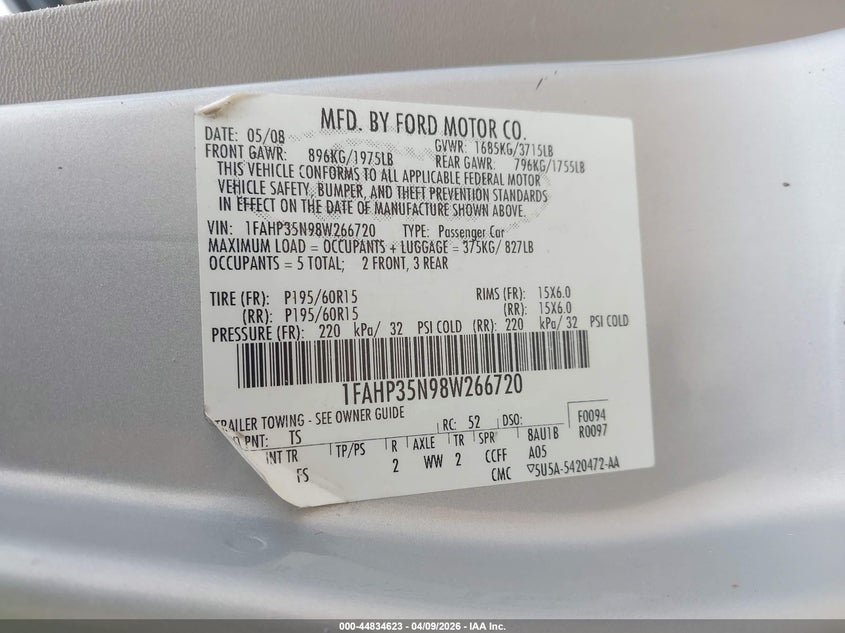 MFD. BY FORD MOTOR CO.
DATE: 05/08 GVWR: 1685KG/3715LB
FRONT GAWR: 896KG/1975LB REAR GAWR: 796KG/1755LB
THIS VEHICLE CONFORMS TO ALL APPLICABLE FEDERAL MOTOR
VEHICLE SAFETY, BUMPER, AND THEFT PREVENTION STANDARDS
IN EFFECT ON THE DATE OF MANUFACTURE SHOWN ABOVE.
VIN: 1FAHP35N98W266720 TYPE: Passenger Car
MAXIMUM LOAD = OCCUPANTS + LUGGAGE = 375KG/ 827LB
OCCUPANTS = 5 TOTAL; 2 FRONT, 3 REAR
TIRE (FR): P195/60R15 RIMS (FR): 15X6.0
(RR): P195/60R15 (RR): 15X6.0
PRESSURE (FR): 220 kPa/ 32 PSI COLD (RR): 220 kPa/ 32 PSI COLD
1FAHP35N98W266720
TRAILER TOWING - SEE OWNER GUIDE F0094
PNT: TS RC: 52 DSO: R0097
INT TR TP/PS R AXLE TR SPR 8AU1B
FS 2 WW 2 CCFF A05
CMC ▽5U5A-5420472-AA
000-44834623 - 04/09/2026 - IAA Inc.